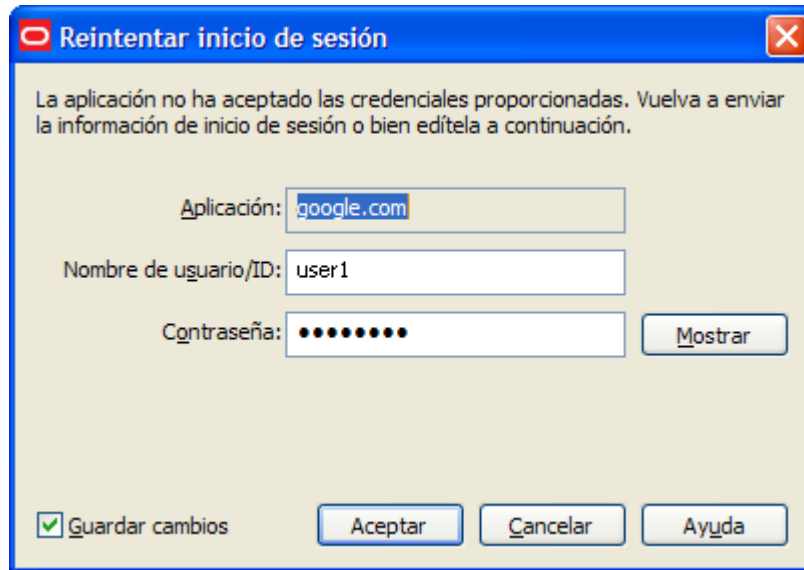 Reintentar inicio de sesión
La aplicación no ha aceptado las credenciales proporcionadas. Vuelva a enviar
la información de inicio de sesión o bien edítela a continuación.
Aplicación: google.com
Nombre de usuario/ID: user1
Contraseña: ●●●●●●●● Mostrar
Guardar cambios Aceptar Cancelar Ayuda